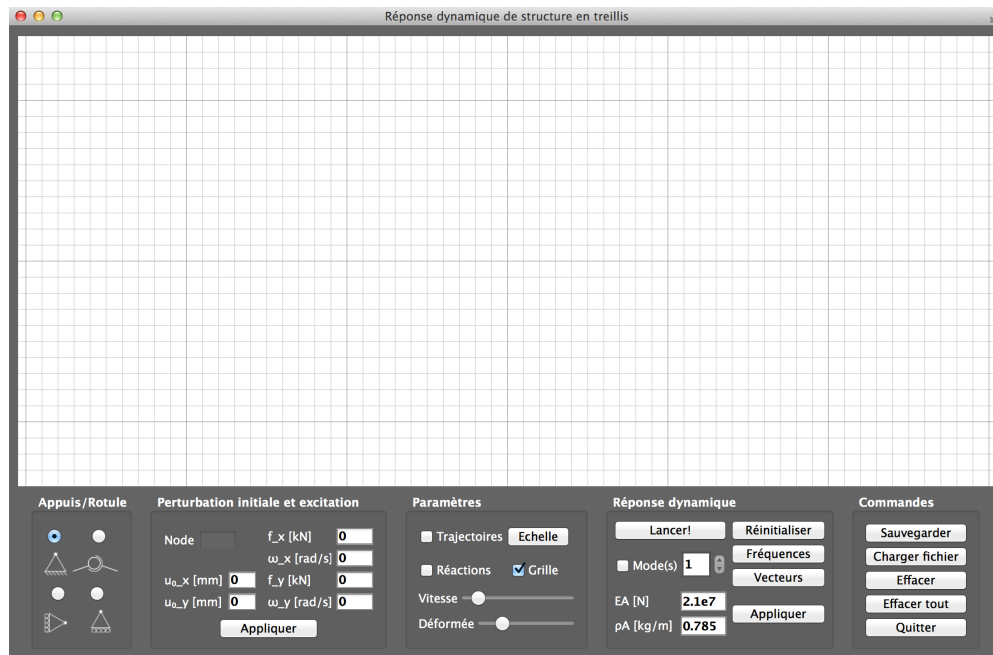 Réponse dynamique de structure en treillis
Appuis/Rotule
Perturbation initiale et excitation
Node
f_x [kN] 0
ω_x [rad/s] 0
u₀_x [mm] 0 f_y [kN] 0
u₀_y [mm] 0 ω_y [rad/s] 0
Appliquer
Paramètres
Trajectoires Echelle
Réactions Grille
Vitesse
Déformée
Réponse dynamique
Lancer! Réinitialiser
Mode(s) 1 Fréquences
Vecteurs
EA [N] 2.1e7
ρA [kg/m] 0.785
Appliquer
Commandes
Sauvegarder
Charger fichier
Effacer
Effacer tout
Quitter